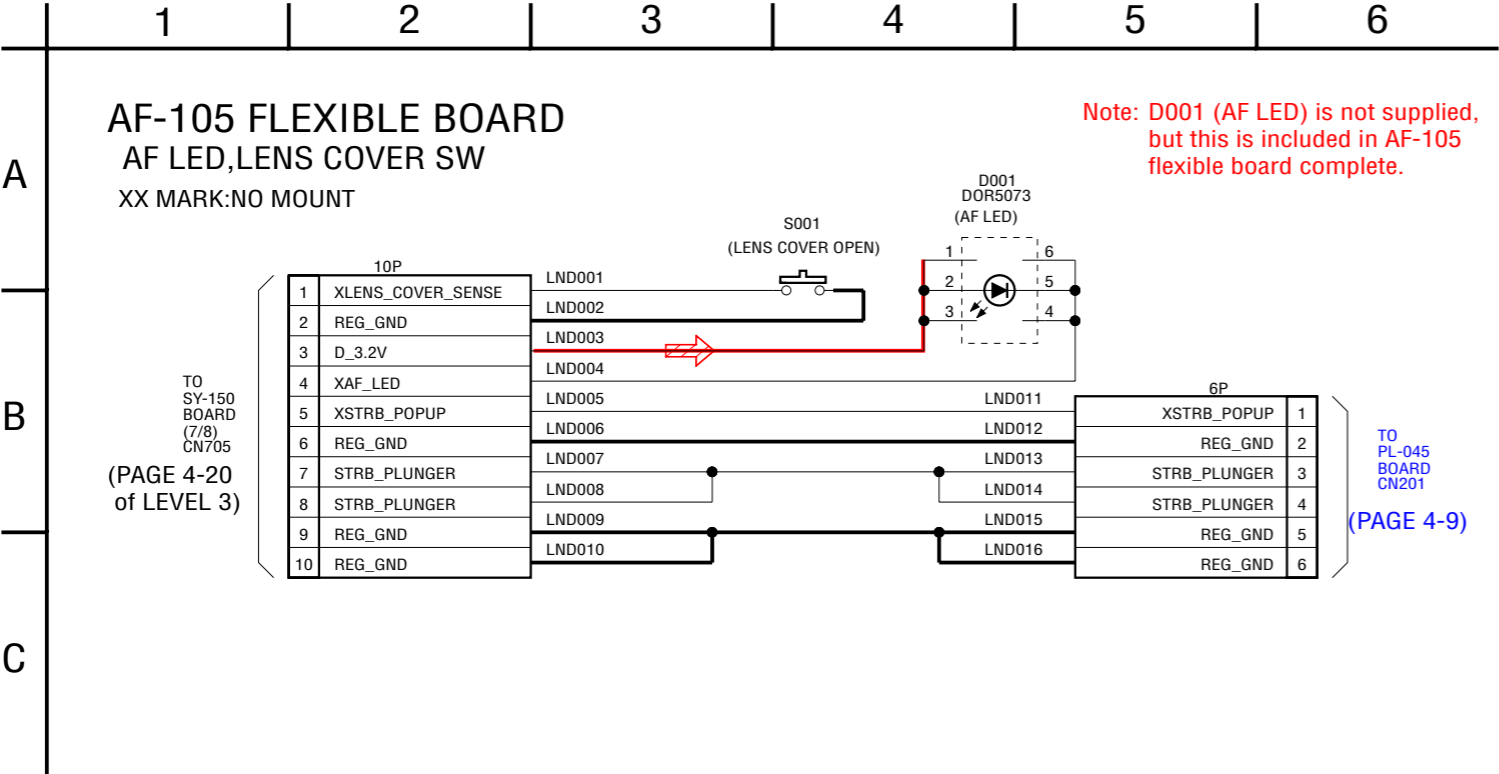 1 2 3 4 5 6
A
B
C
AF-105 FLEXIBLE BOARD
AF LED,LENS COVER SW
XX MARK:NO MOUNT
Note: D001 (AF LED) is not supplied,
but this is included in AF-105
flexible board complete.
S001
(LENS COVER OPEN)
D001
DOR5073
(AF LED)
1 6
2 5
3 4
TO
SY-150
BOARD
(7/8)
CN705
(PAGE 4-20
of LEVEL 3)
10P
1 XLENS_COVER_SENSE
2 REG_GND
3 D_3.2V
4 XAF_LED
5 XSTRB_POPUP
6 REG_GND
7 STRB_PLUNGER
8 STRB_PLUNGER
9 REG_GND
10 REG_GND
LND001
LND002
LND003
LND004
LND005
LND006
LND007
LND008
LND009
LND010
LND011
LND012
LND013
LND014
LND015
LND016
6P
XSTRB_POPUP 1
REG_GND 2
STRB_PLUNGER 3
STRB_PLUNGER 4
REG_GND 5
REG_GND 6
TO
PL-045
BOARD
CN201
(PAGE 4-9)